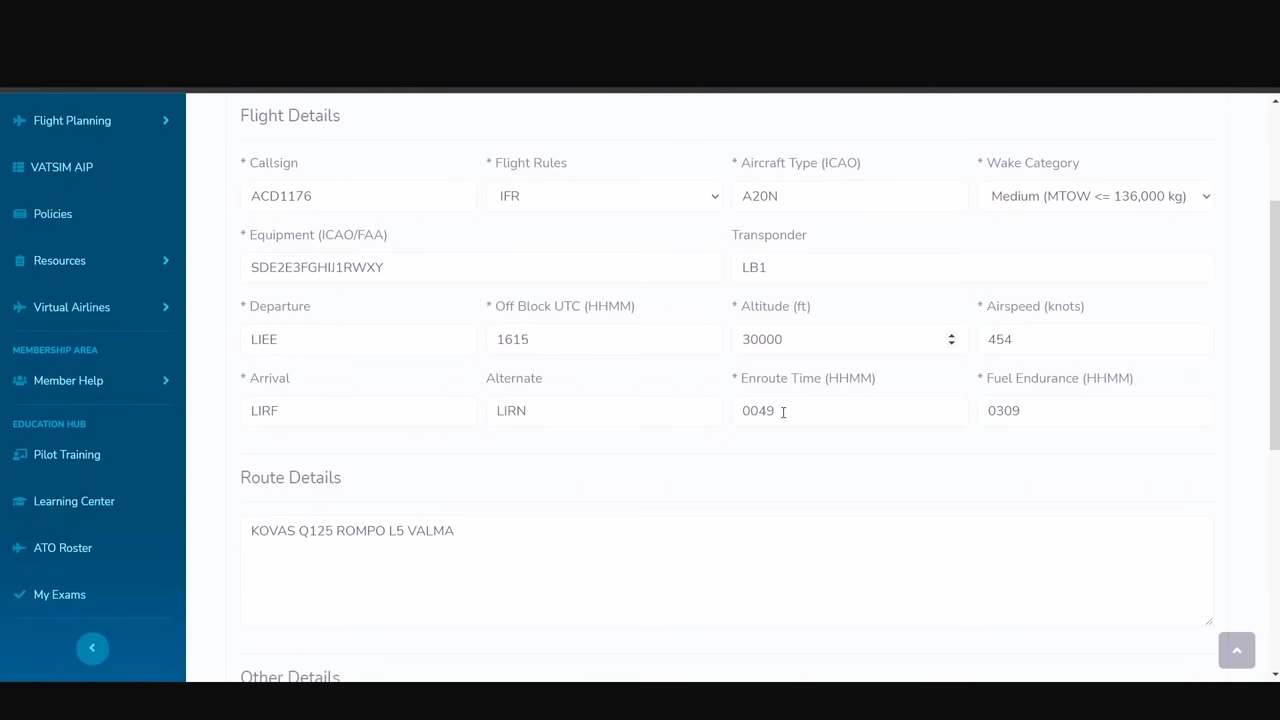 Flight Planning
VATSIM AIP
Policies
Resources
Virtual Airlines
MEMBERSHIP AREA
Member Help
EDUCATION HUB
Pilot Training
Learning Center
ATO Roster
My Exams
Flight Details
* Callsign * Flight Rules * Aircraft Type (ICAO) * Wake Category
ACD1176 IFR A20N Medium (MTOW <= 136,000 kg)
* Equipment (ICAO/FAA) Transponder
SDE2E3FGHIJ1RWXY LB1
* Departure * Off Block UTC (HHMM) * Altitude (ft) * Airspeed (knots)
LIEE 1615 30000 454
* Arrival Alternate * Enroute Time (HHMM) * Fuel Endurance (HHMM)
LIRF LIRN 0049 0309
Route Details
KOVAS Q125 ROMPO L5 VALMA
Other Details